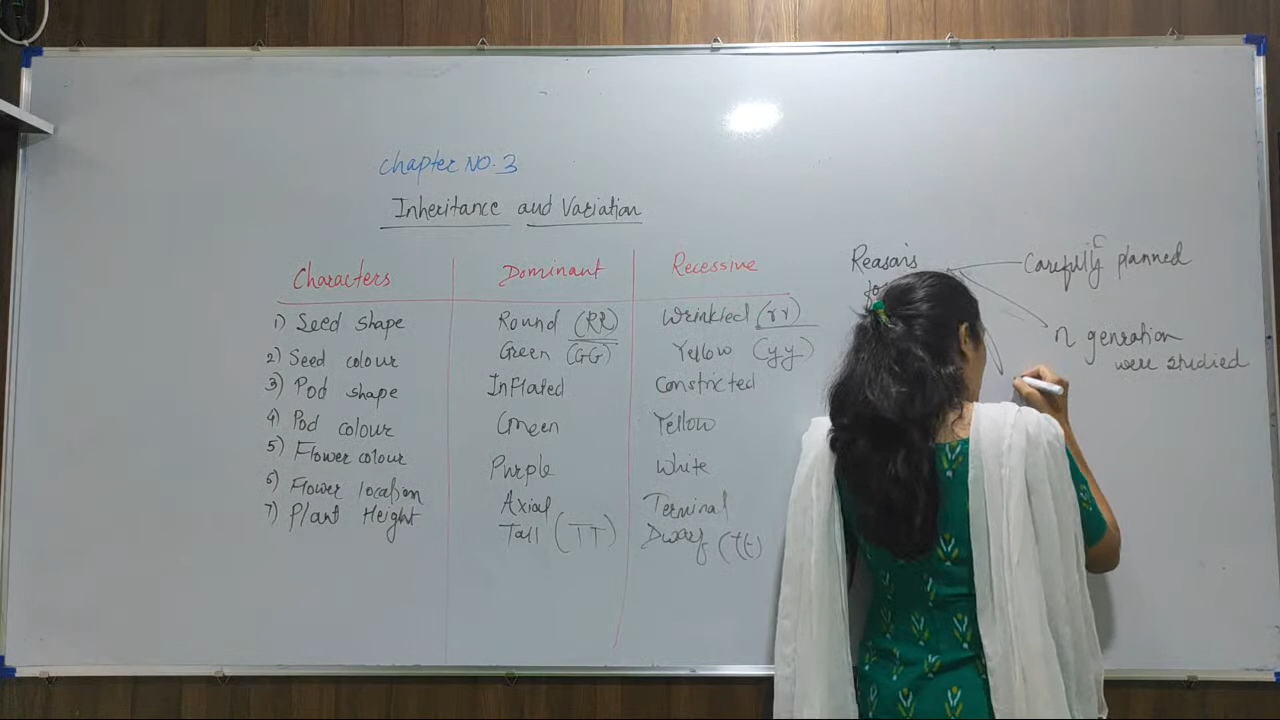 Chapter NO. 3
Inheritance and Variation
Characters Dominant Recessive
1) Seed shape Round (RR) Wrinkled (rr)
2) Seed colour Green (GG) Yellow (yy)
3) Pod shape Inflated Constricted
4) Pod colour Green Yellow
5) Flower colour Purple White
6) Flower location Axial Terminal
7) Plant Height Tall (TT) Dwarf (tt)
Reasons
Carefully planned
n genration
were studied